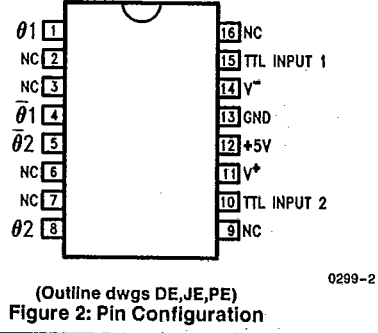 θ1 1 16 NC
NC 2 15 TTL INPUT 1
NC 3 14 V⁻
θ̅1 4 13 GND
θ̅2 5 12 +5V
NC 6 11 V⁺
NC 7 10 TTL INPUT 2
θ2 8 9 NC
0299-2
(Outline dwgs DE,JE,PE)
Figure 2: Pin Configuration